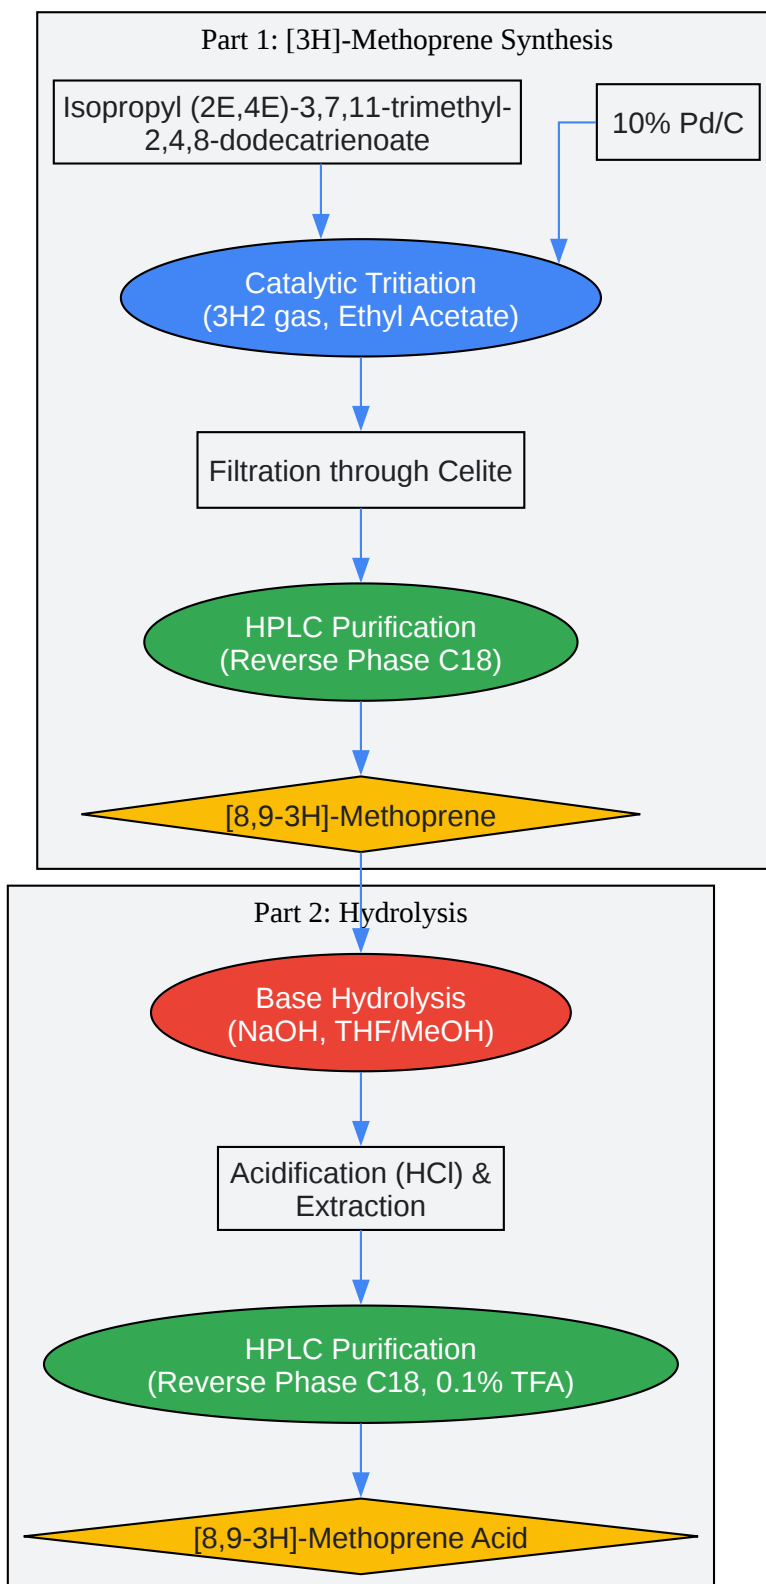 Part 1: [3H]-Methoprene Synthesis
Isopropyl (2E,4E)-3,7,11-trimethyl-
2,4,8-dodecatrienoate
10% Pd/C
Catalytic Tritiation
(3H2 gas, Ethyl Acetate)
Filtration through Celite
HPLC Purification
(Reverse Phase C18)
[8,9-3H]-Methoprene
Part 2: Hydrolysis
Base Hydrolysis
(NaOH, THF/MeOH)
Acidification (HCl) &
Extraction
HPLC Purification
(Reverse Phase C18, 0.1% TFA)
[8,9-3H]-Methoprene Acid